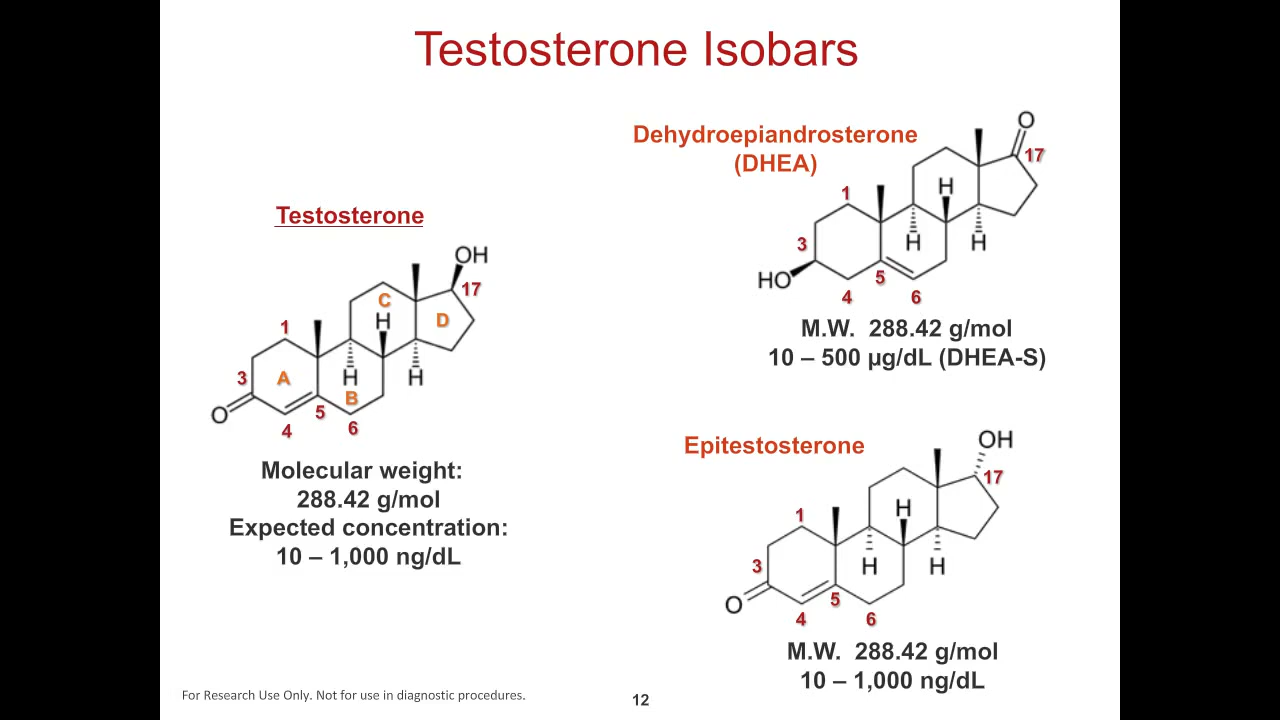 Testosterone Isobars
Testosterone
OH
17
C
H
D
1
3
A
H
H
B
O
5
4
6
Molecular weight:
288.42 g/mol
Expected concentration:
10 – 1,000 ng/dL
Dehydroepiandrosterone
(DHEA)
O
17
1
H
3
H
H
HO
5
4
6
M.W.  288.42 g/mol
10 – 500 µg/dL (DHEA-S)
Epitestosterone
OH
17
1
H
3
H
H
O
5
4
6
M.W.  288.42 g/mol
10 – 1,000 ng/dL
For Research Use Only. Not for use in diagnostic procedures.
12